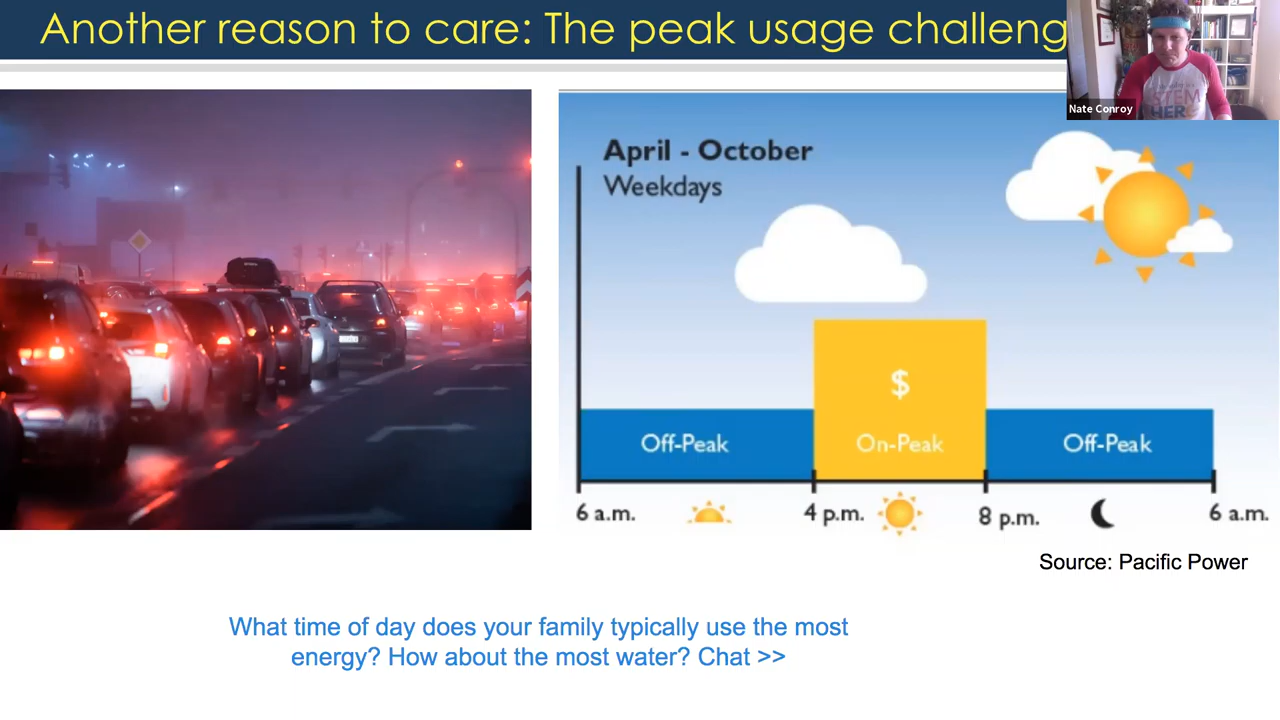 Another reason to care: The peak usage challeng
Nate Conroy
STEM
HER
April - October
Weekdays
$
Off-Peak
On-Peak
Off-Peak
6 a.m.
4 p.m.
8 p.m.
6 a.m.
Source: Pacific Power
What time of day does your family typically use the most
energy? How about the most water? Chat >>